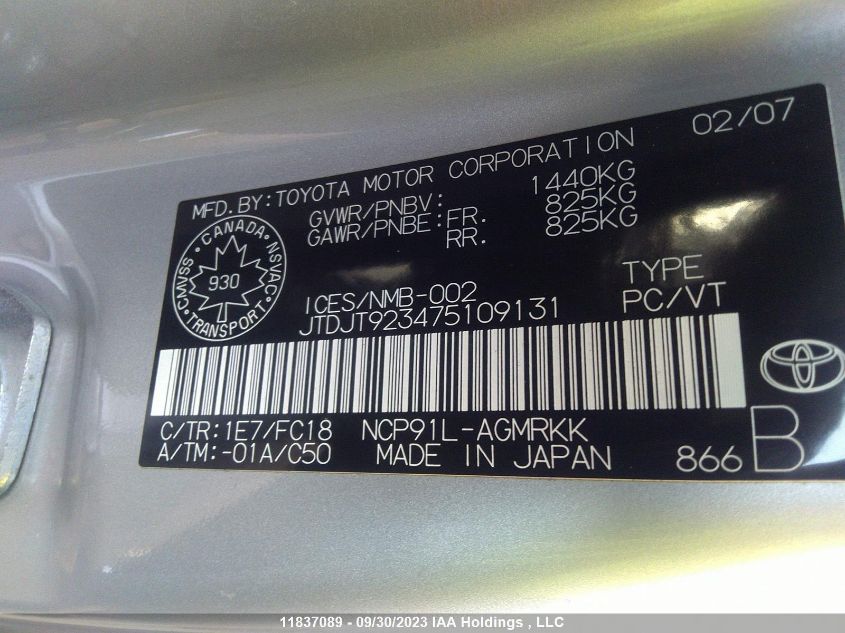 02/07
MFD.BY:TOYOTA MOTOR CORPORATION
GVWR/PNBV: 1440KG
GAWR/PNBE:FR. 825KG
RR. 825KG
CANADA
CMVSS 930 NSVAC
TRANSPORT
ICES/NMB-002 TYPE
JTDJT923475109131 PC/VT
C/TR:1E7/FC18 NCP91L-AGMRKK
A/TM:-01A/C50 MADE IN JAPAN 866 B
11837089 - 09/30/2023 IAA Holdings , LLC